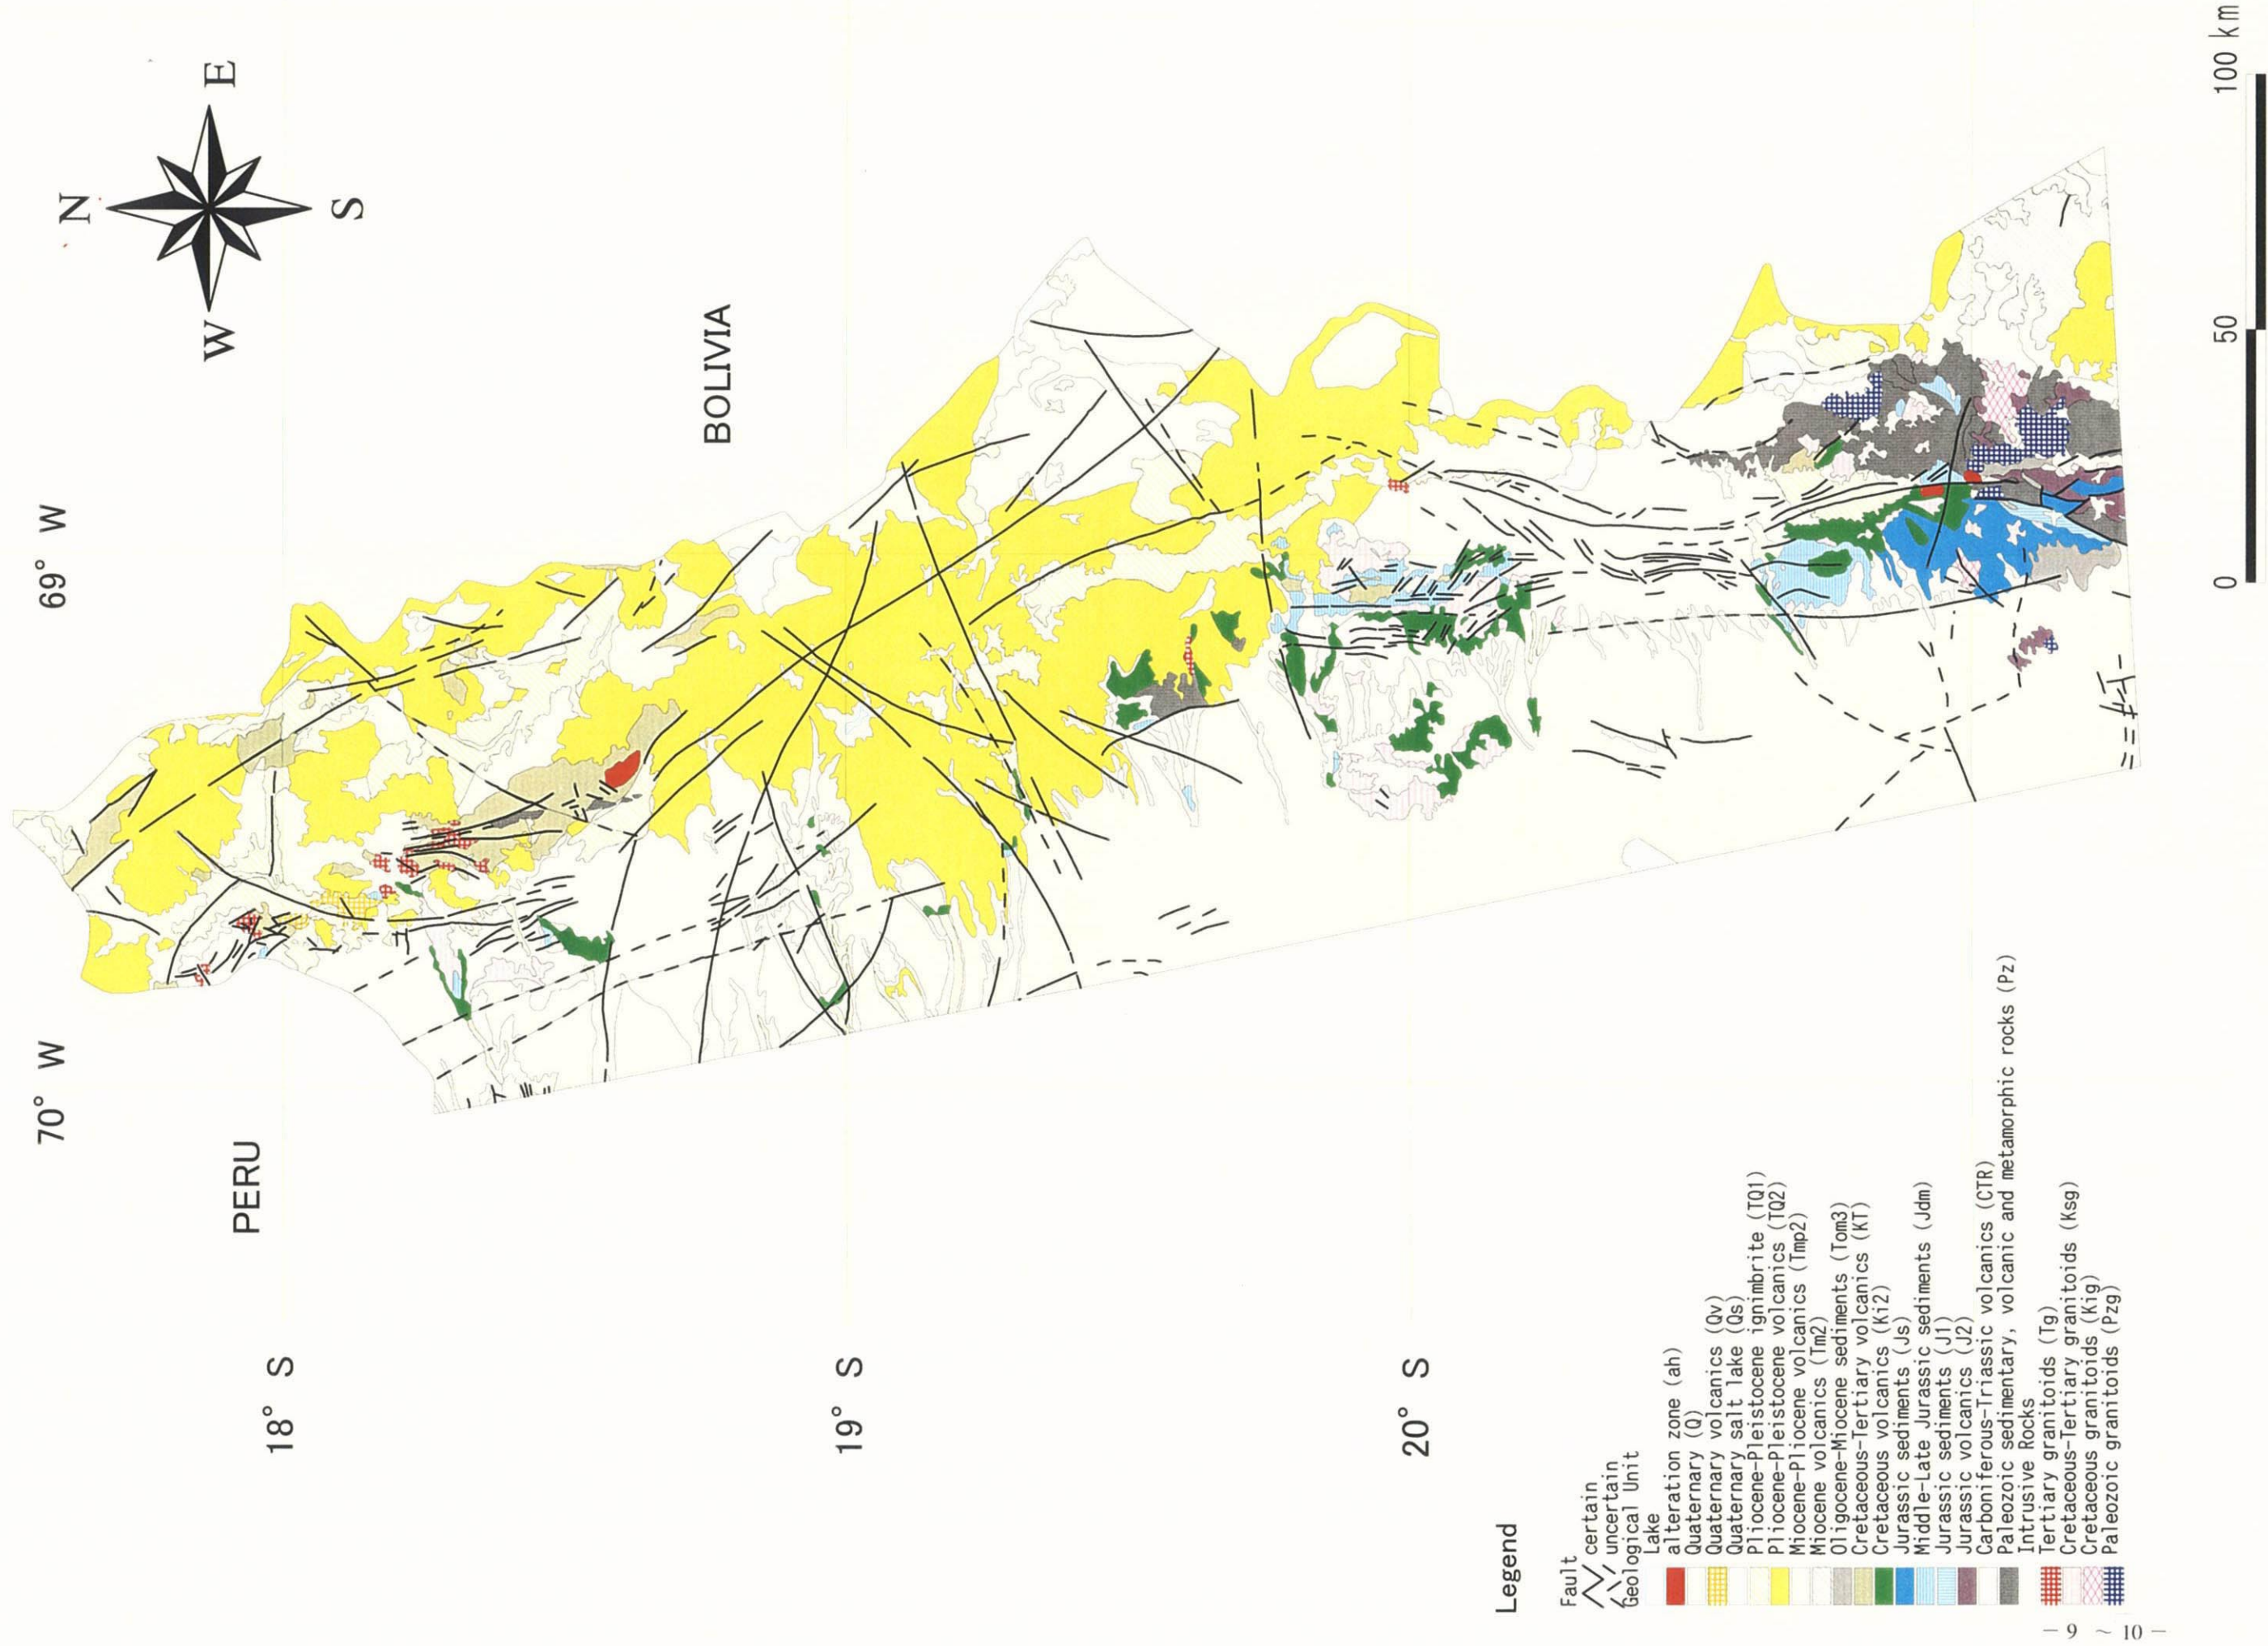 N
E
W
S
69° W
70° W
BOLIVIA
PERU
18° S
19° S
20° S
0
50
100 km
Legend
Fault
certain
uncertain
Geological Unit
Lake
alteration zone (ah)
Quaternary (Q)
Quaternary volcanics (Qv)
Quaternary salt lake (Qs)
Pliocene-Pleistocene ignimbrite (TQ1)
Pliocene-Pleistocene volcanics (TQ2)
Miocene-Pliocene volcanics (Tmp2)
Miocene volcanics (Tm2)
Oligocene-Miocene sediments (Tom3)
Cretaceous-Tertiary volcanics (KT)
Cretaceous volcanics (Ki2)
Jurassic sediments (Js)
Middle-Late Jurassic sediments (Jdm)
Jurassic sediments (J1)
Jurassic volcanics (J2)
Carboniferous-Triassic volcanics (CTR)
Paleozoic sedimentary, volcanic and metamorphic rocks (Pz)
Intrusive Rocks
Tertiary granitoids (Tg)
Cretaceous-Tertiary granitoids (Ksg)
Cretaceous granitoids (Kig)
Paleozoic granitoids (Pzg)
— 9 ~ 10 —